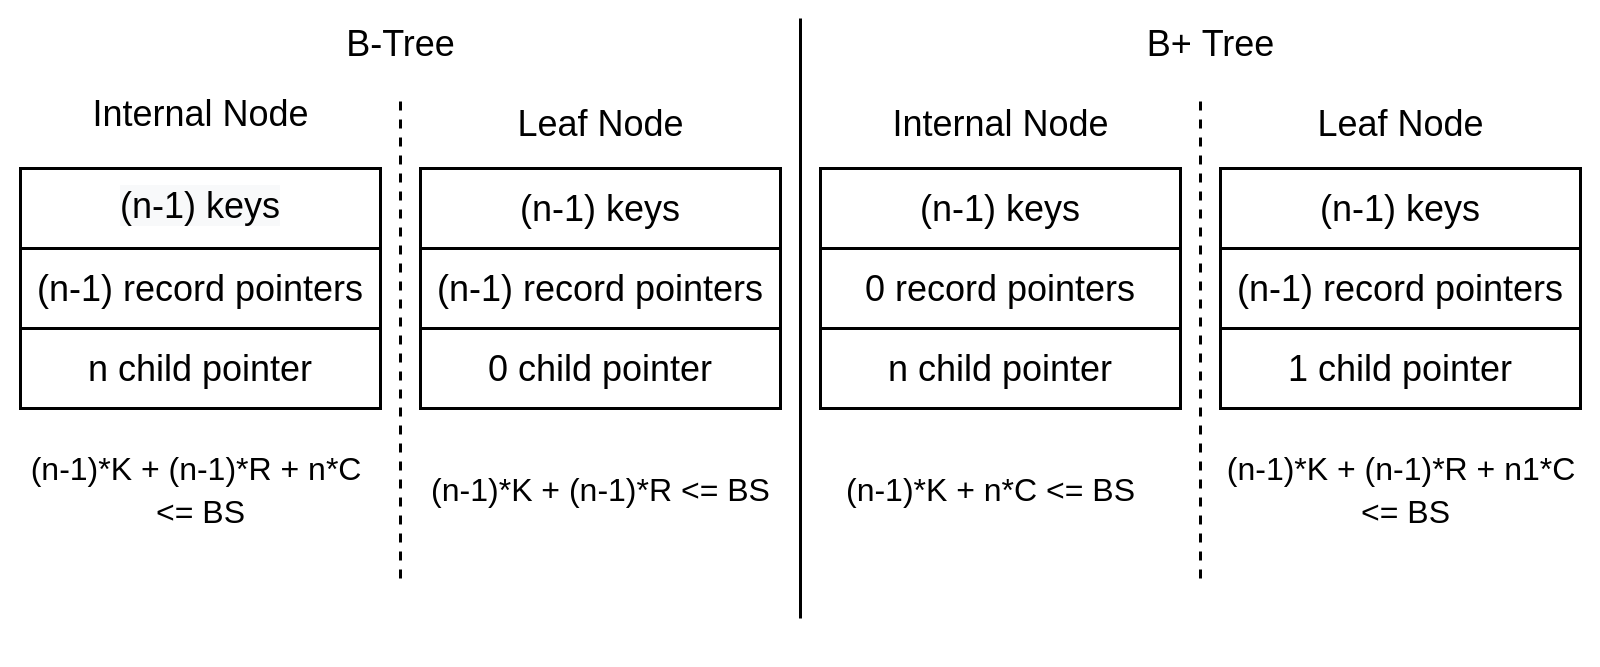 B-Tree
Internal Node
(n-1) keys
(n-1) record pointers
n child pointer
(n-1)*K + (n-1)*R + n*C
<= BS
Leaf Node
(n-1) keys
(n-1) record pointers
0 child pointer
(n-1)*K + (n-1)*R <= BS
B+ Tree
Internal Node
(n-1) keys
0 record pointers
n child pointer
(n-1)*K + n*C <= BS
Leaf Node
(n-1) keys
(n-1) record pointers
1 child pointer
(n-1)*K + (n-1)*R + n1*C
<= BS